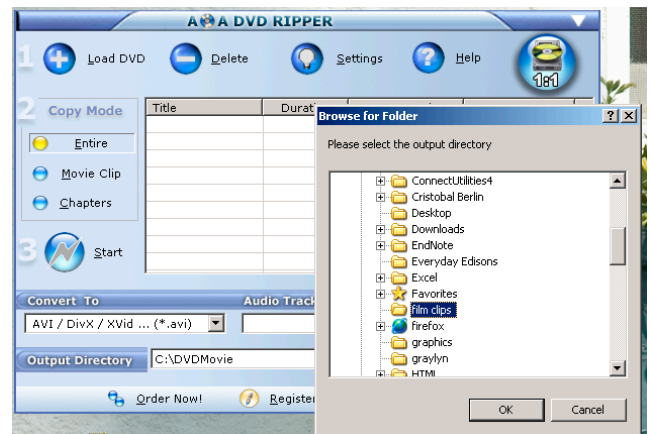 AOA DVD RIPPER
1 Load DVD Delete Settings Help 1&1
2 Copy Mode
Title
Entire
Movie Clip
Chapters
3 Start
Convert To Audio Track
AVI / DivX / XVid ... (*.avi)
Output Directory C:\DVDMovie
Order Now!
Browse for Folder
Please select the output directory
ConnectUtilities4
Cristobal Berlin
Desktop
Downloads
EndNote
Everyday Edisons
Excel
Favorites
film clips
firefox
graphics
graylyn
HTML
OK Cancel